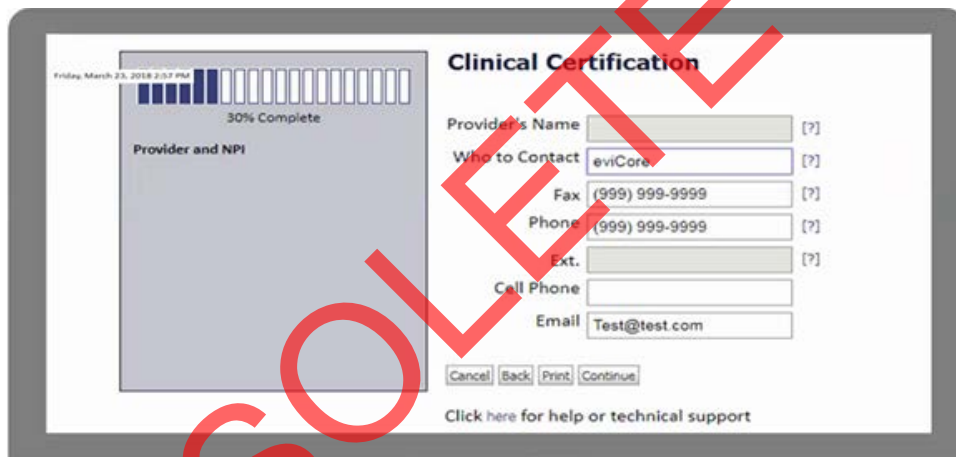 Clinical Certification
Friday, March 23, 2018 2:57 PM
30% Complete
Provider and NPI
Provider's Name [?]
Who to Contact eviCore [?]
Fax (999) 999-9999 [?]
Phone (999) 999-9999 [?]
Ext. [?]
Cell Phone
Email Test@test.com
Cancel Back Print Continue
Click here for help or technical support
SOLETE